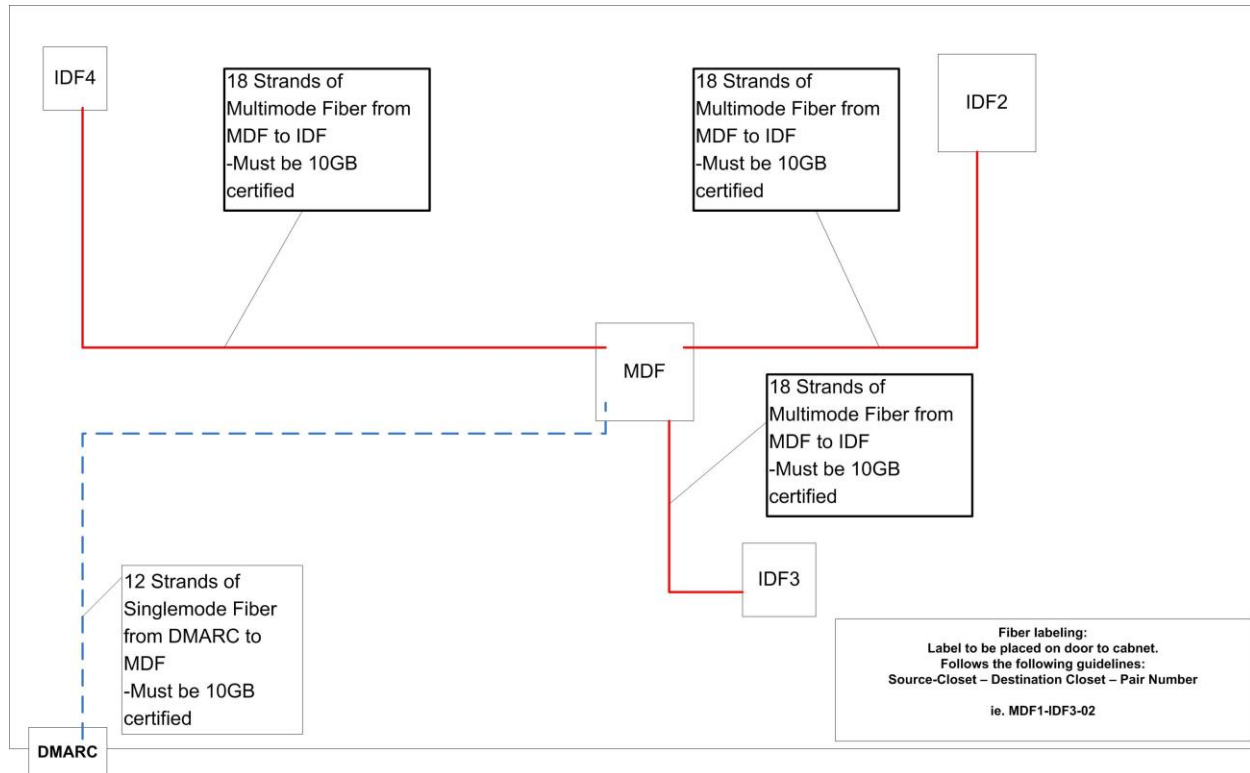 IDF4
18 Strands of
Multimode Fiber from
MDF to IDF
-Must be 10GB
certified
18 Strands of
Multimode Fiber from
MDF to IDF
-Must be 10GB
certified
IDF2
MDF
18 Strands of
Multimode Fiber from
MDF to IDF
-Must be 10GB
certified
IDF3
12 Strands of
Singlemode Fiber
from DMARC to
MDF
-Must be 10GB
certified
DMARC
Fiber labeling:
Label to be placed on door to cabnet.
Follows the following guidelines:
Source-Closet – Destination Closet – Pair Number
ie. MDF1-IDF3-02